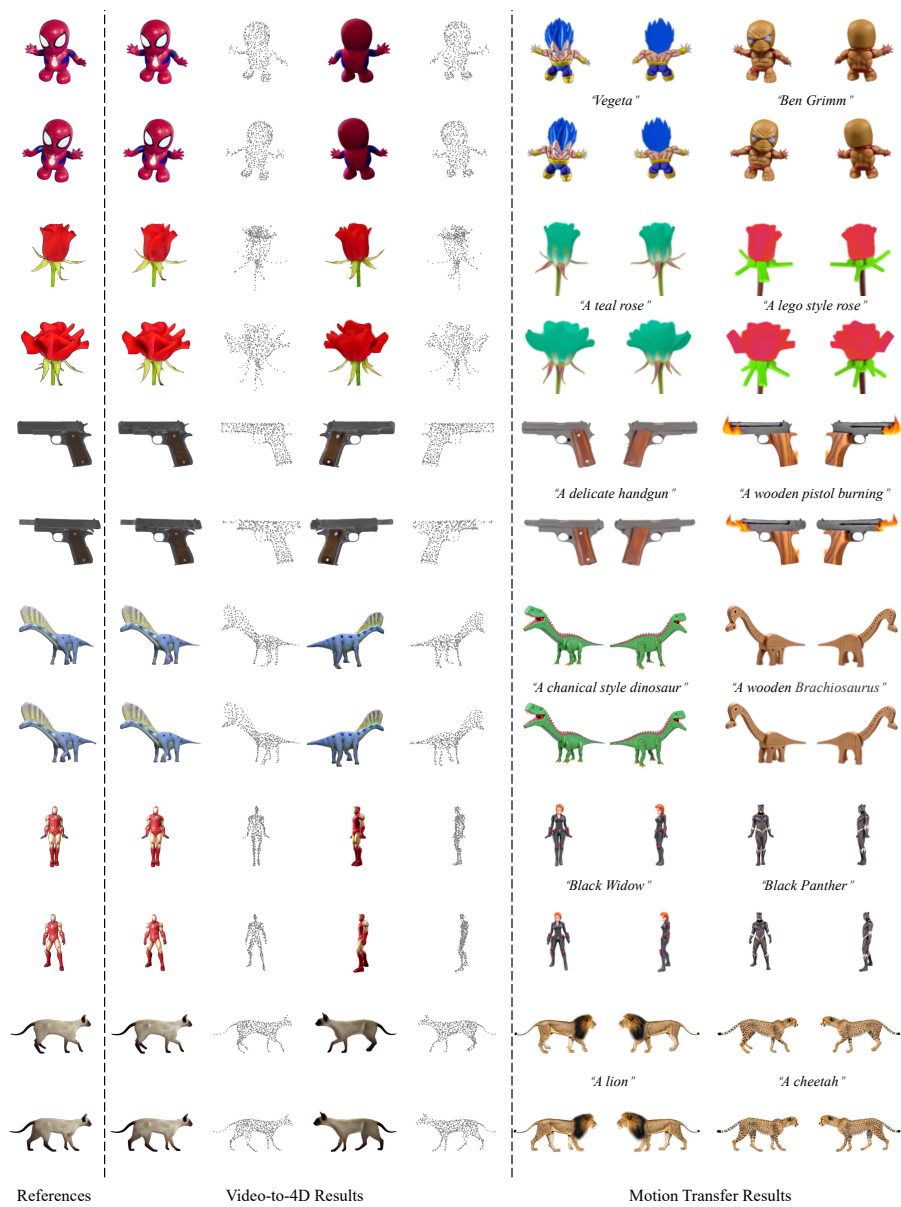 “Vegeta” “Ben Grimm”
“A teal rose” “A lego style rose”
“A delicate handgun” “A wooden pistol burning”
“A chanical style dinosaur” “A wooden Brachiosaurus”
“Black Widow” “Black Panther”
“A lion” “A cheetah”
References Video-to-4D Results Motion Transfer Results